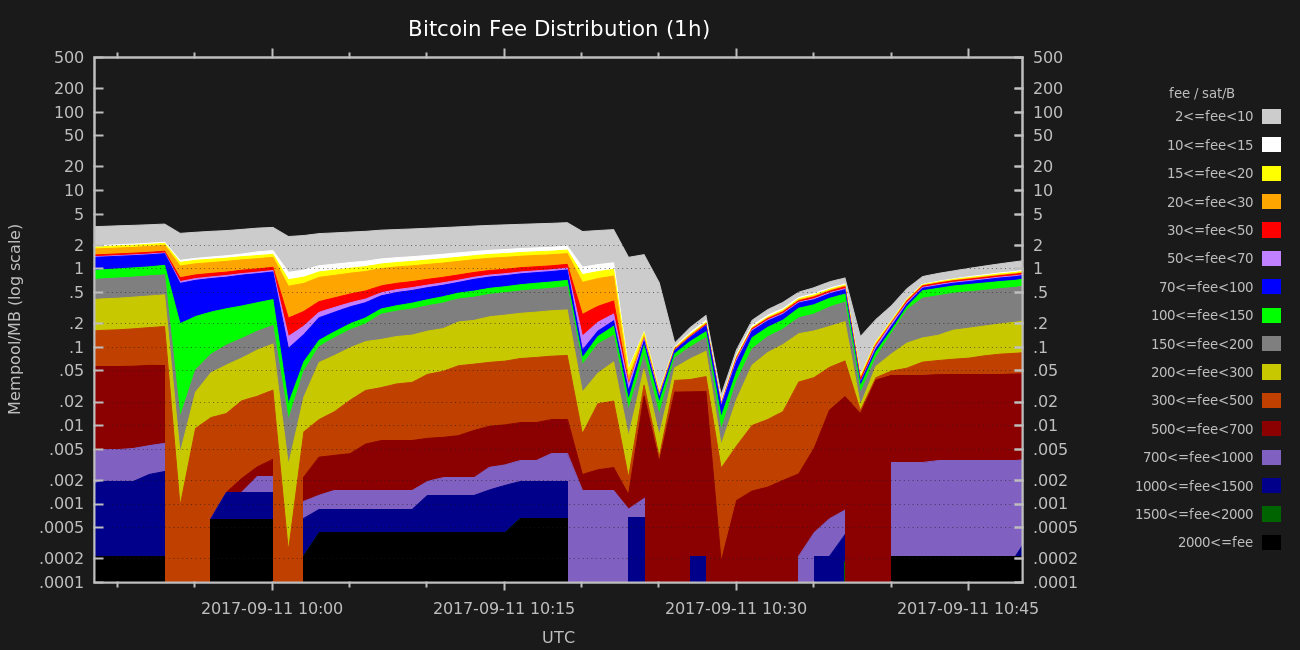 Bitcoin Fee Distribution (1h)
500 500
200 200
100 100
50 50
20 20
10 10
5 5
2 2
1 1
.5 .5
.2 .2
.1 .1
.05 .05
.02 .02
.01 .01
.005 .005
.002 .002
.001 .001
.0005 .0005
.0002 .0002
.0001 .0001
Mempool/MB (log scale)
2017-09-11 10:00 2017-09-11 10:15 2017-09-11 10:30 2017-09-11 10:45
UTC
fee / sat/B
2<=fee<10
10<=fee<15
15<=fee<20
20<=fee<30
30<=fee<50
50<=fee<70
70<=fee<100
100<=fee<150
150<=fee<200
200<=fee<300
300<=fee<500
500<=fee<700
700<=fee<1000
1000<=fee<1500
1500<=fee<2000
2000<=fee